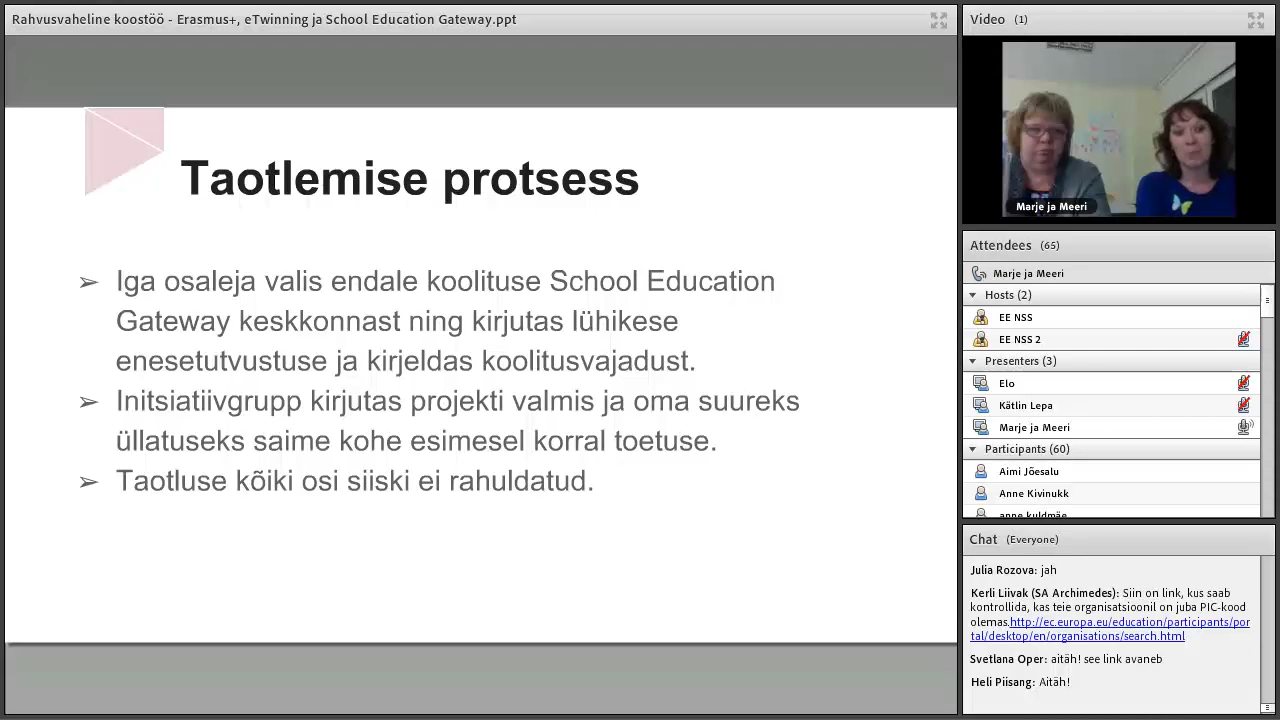 Rahvusvaheline koostöö - Erasmus+, eTwinning ja School Education Gateway.ppt
Taotlemise protsess
➢ Iga osaleja valis endale koolituse School Education
Gateway keskkonnast ning kirjutas lühikese
enesetutvustuse ja kirjeldas koolitusvajadust.
➢ Initsiatiivgrupp kirjutas projekti valmis ja oma suureks
üllatuseks saime kohe esimesel korral toetuse.
➢ Taotluse kõiki osi siiski ei rahuldatud.
Video (1)
Marje ja Meeri
Attendees (65)
Marje ja Meeri
Hosts (2)
EE NSS
EE NSS 2
Presenters (3)
Elo
Kätlin Lepa
Marje ja Meeri
Participants (60)
Aimi Jõesalu
Anne Kivinukk
anne kuldmäe
Chat (Everyone)
Julia Rozova: jah
Kerli Liivak (SA Archimedes): Siin on link, kus saab
kontrollida, kas teie organisatsioonil on juba PIC-kood
olemas.http://ec.europa.eu/education/participants/por
tal/desktop/en/organisations/search.html
Svetlana Oper: aitäh! see link avaneb
Heli Piisang: Aitäh!